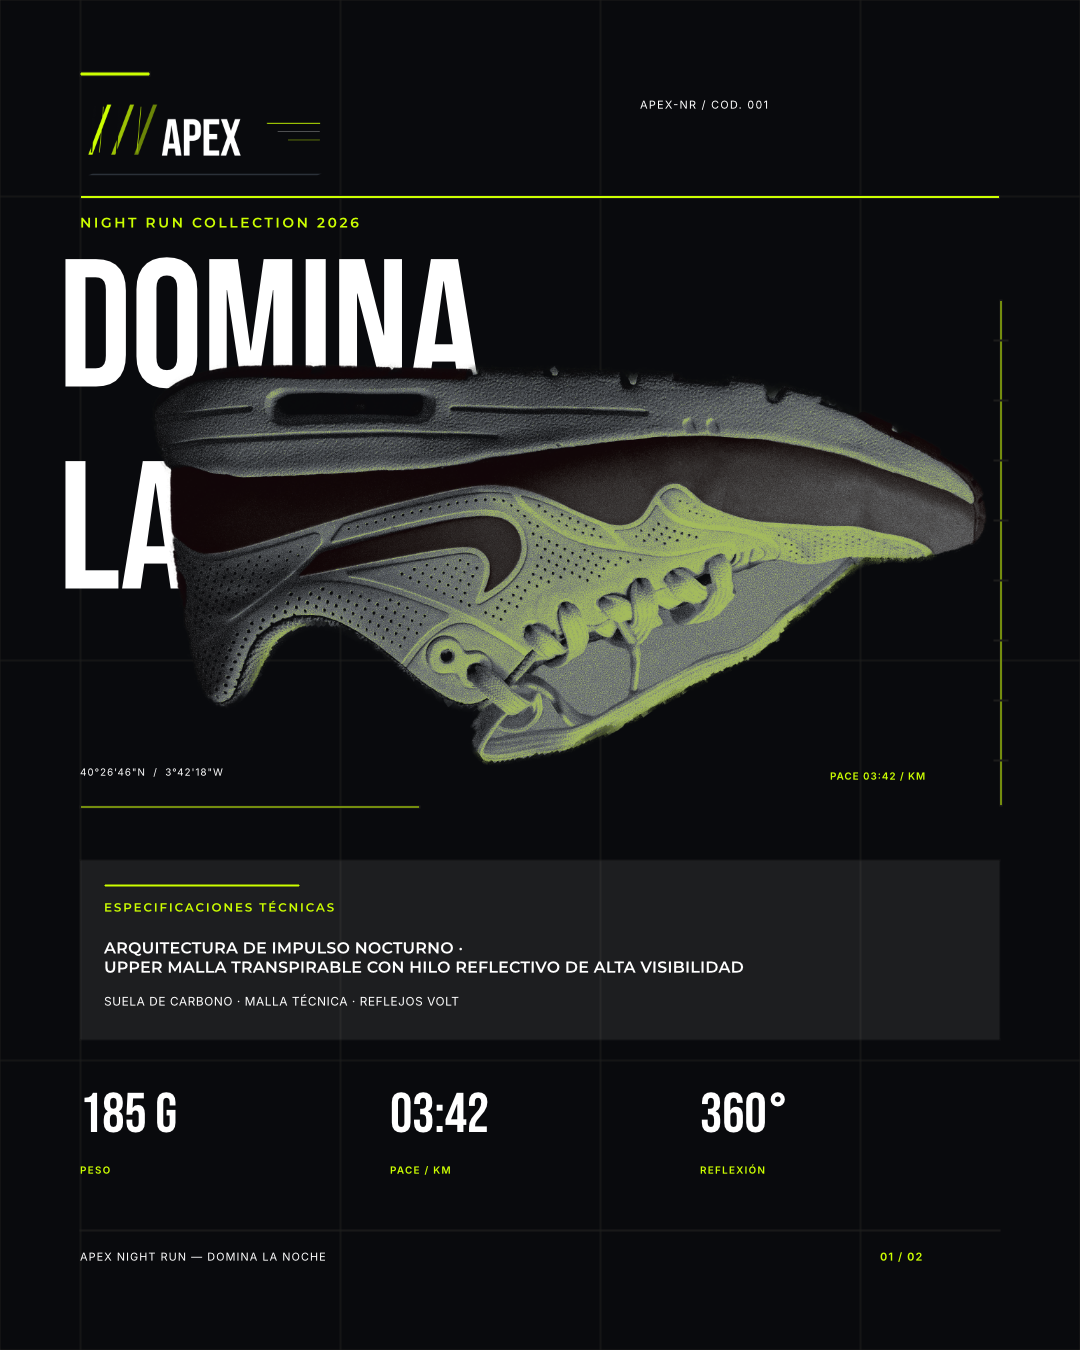 APEX
APEX-NR / COD. 001
NIGHT RUN COLLECTION 2026
DOMINA
LA
40°26'46"N / 3°42'18"W
PACE 03:42 / KM
ESPECIFICACIONES TÉCNICAS
ARQUITECTURA DE IMPULSO NOCTURNO ·
UPPER MALLA TRANSPIRABLE CON HILO REFLECTIVO DE ALTA VISIBILIDAD
SUELA DE CARBONO · MALLA TÉCNICA · REFLEJOS VOLT
185 G
03:42
360°
PESO
PACE / KM
REFLEXIÓN
APEX NIGHT RUN — DOMINA LA NOCHE
01 / 02